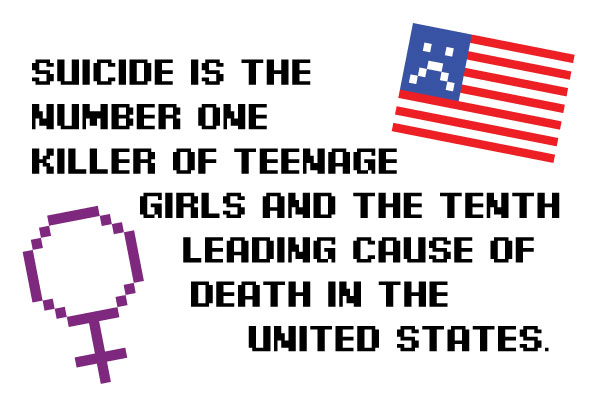 SUICIDE IS THE
NUMBER ONE
KILLER OF TEENAGE
GIRLS AND THE TENTH
LEADING CAUSE OF
DEATH IN THE
UNITED STATES.